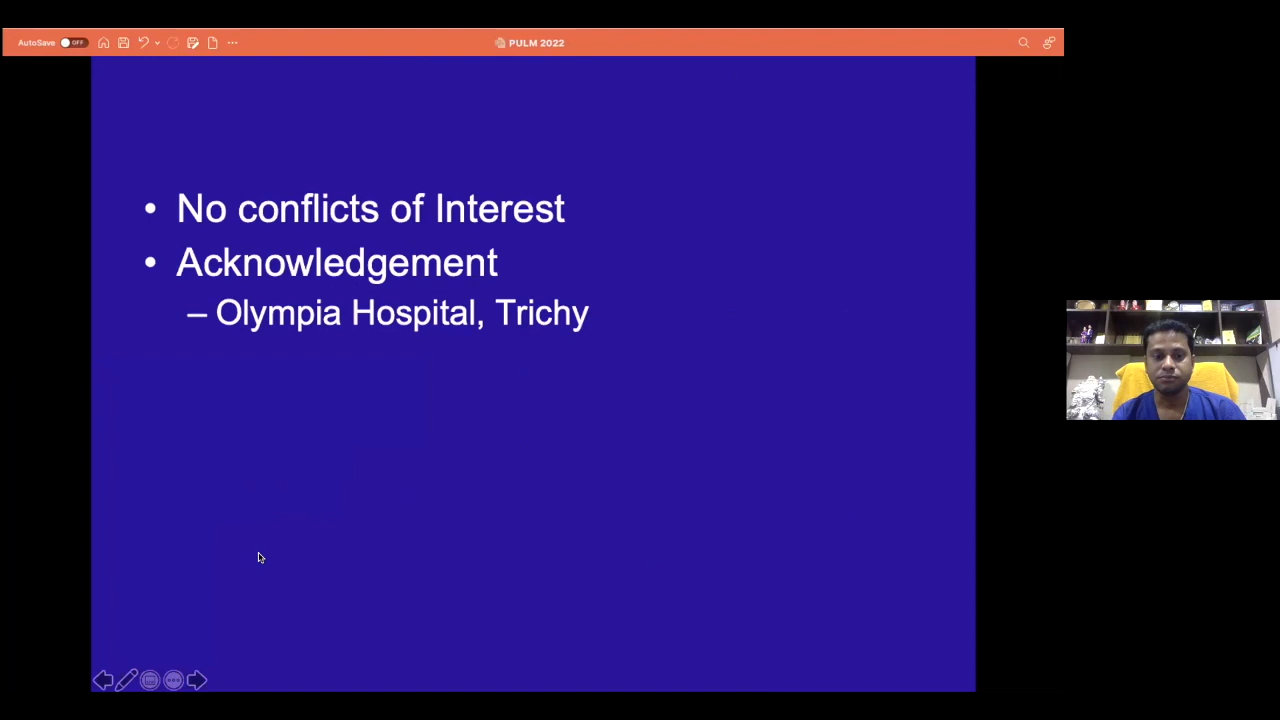 AutoSave OFF
PULM 2022
• No conflicts of Interest
• Acknowledgement
– Olympia Hospital, Trichy